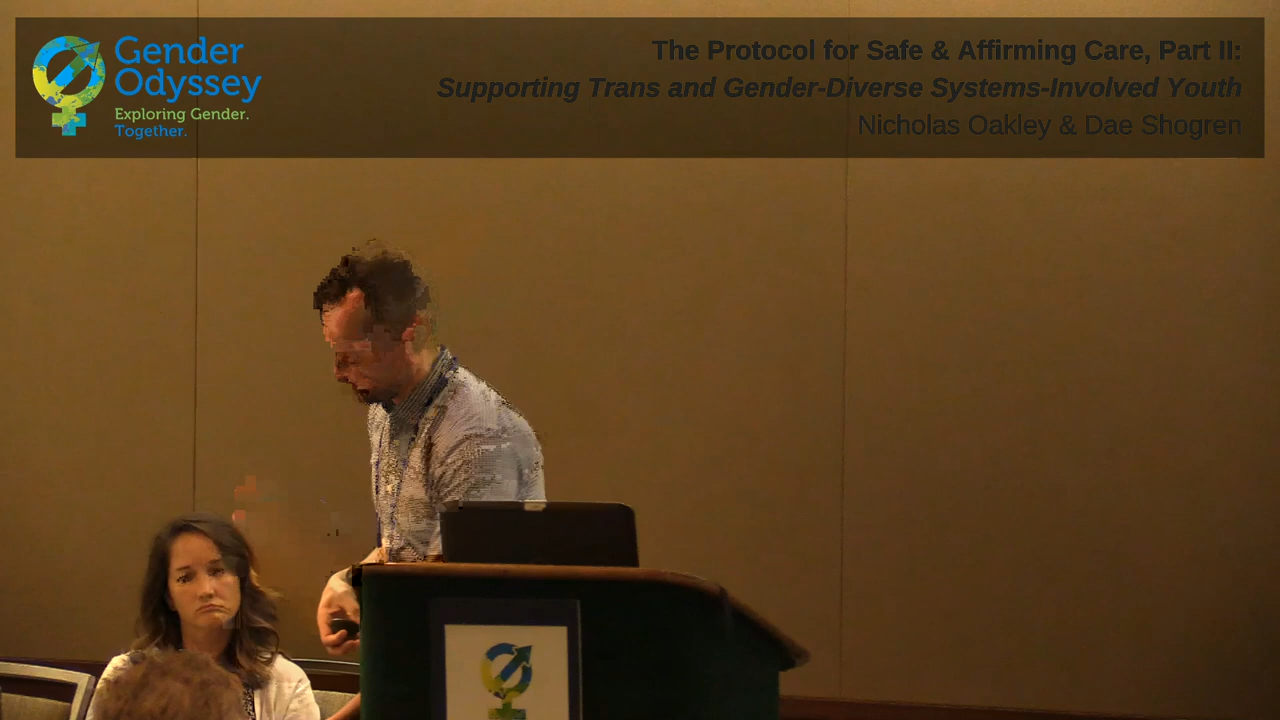 Gender
Odyssey
Exploring Gender.
Together.
The Protocol for Safe & Affirming Care, Part II:
Supporting Trans and Gender-Diverse Systems-Involved Youth
Nicholas Oakley & Dae Shogren